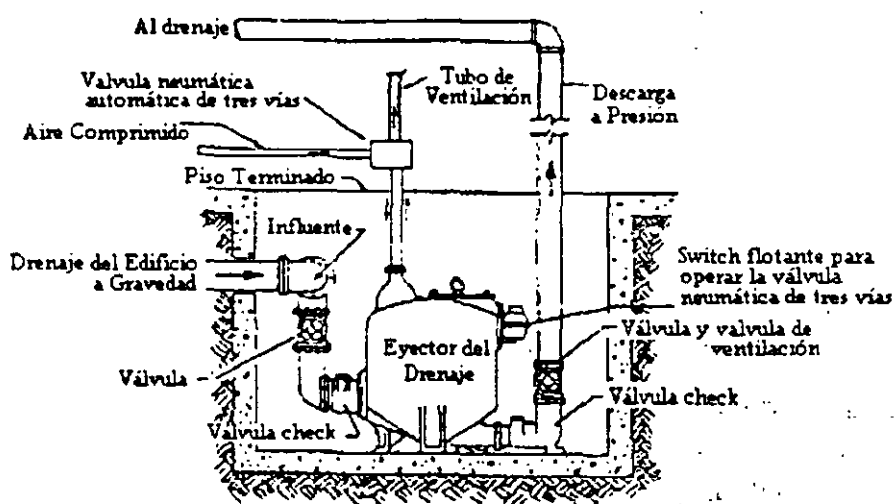 Al drenaje
Tubo de
Ventilación
Valvula neumática
automática de tres vías
Descarga
a Presión
Aire Comprimido
Piso Terminado
Influente
Drenaje del Edificio
a Gravedad
Switch flotante para
operar la válvula
neumática de tres vías
Eyector del
Drenaje
Válvula y valvula de
ventilación
Válvula
Válvula check
Válvula check